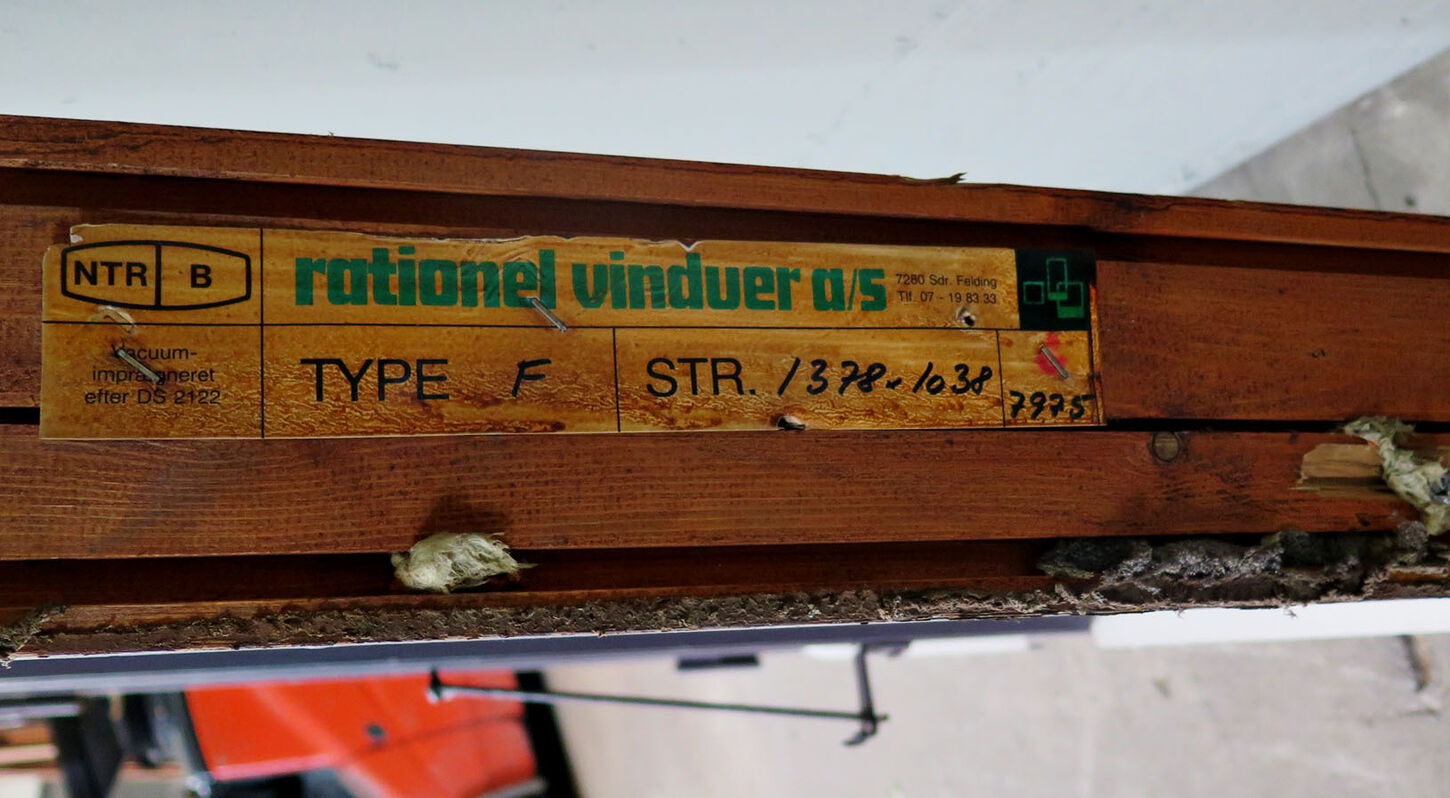 NTR B
rationel vinduer a/s
7280 Sdr. Felding
Tlf. 07 - 19 83 33
Vacuum-
imprægneret
efter DS 2122
TYPE F
STR. 1378 x 1038
7975